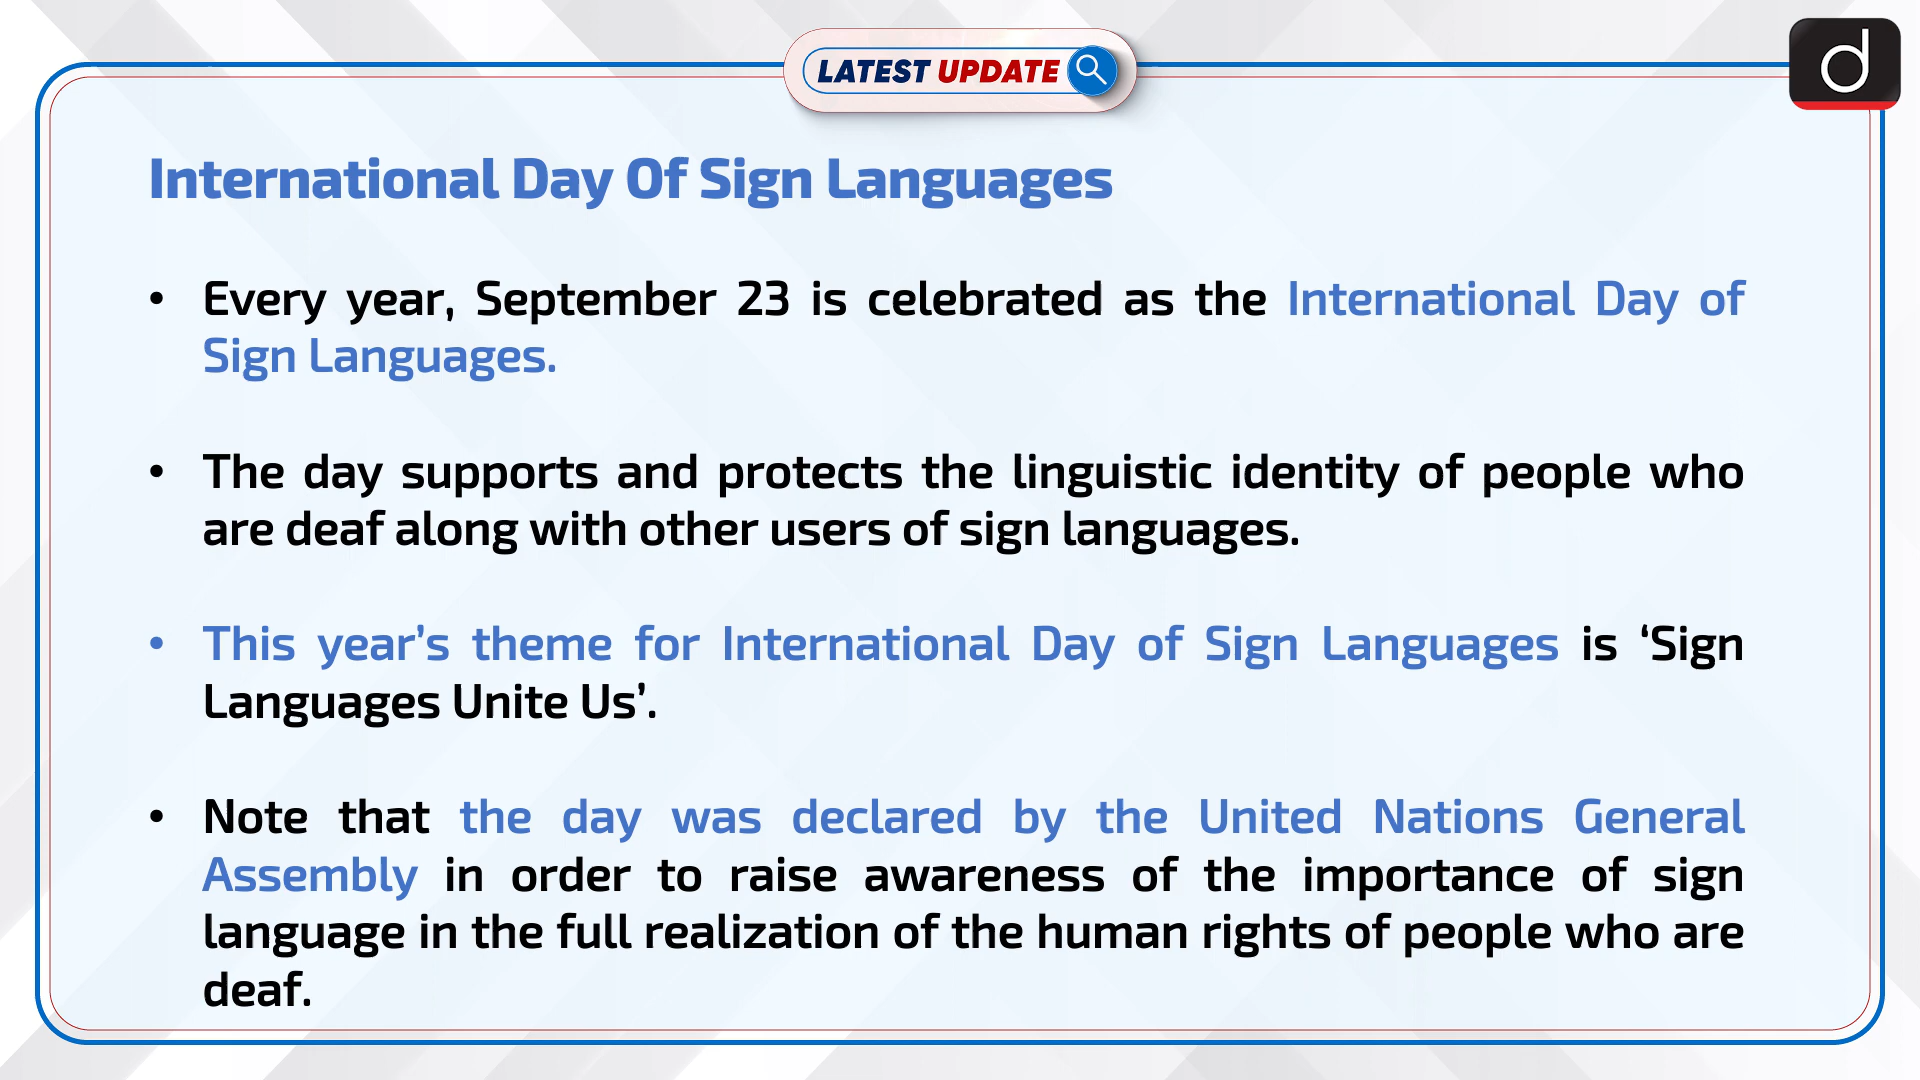 LATEST UPDATE
d
International Day Of Sign Languages
• Every year, September 23 is celebrated as the International Day of
Sign Languages.
• The day supports and protects the linguistic identity of people who
are deaf along with other users of sign languages.
• This year’s theme for International Day of Sign Languages is ‘Sign
Languages Unite Us’.
• Note that the day was declared by the United Nations General
Assembly in order to raise awareness of the importance of sign
language in the full realization of the human rights of people who are
deaf.